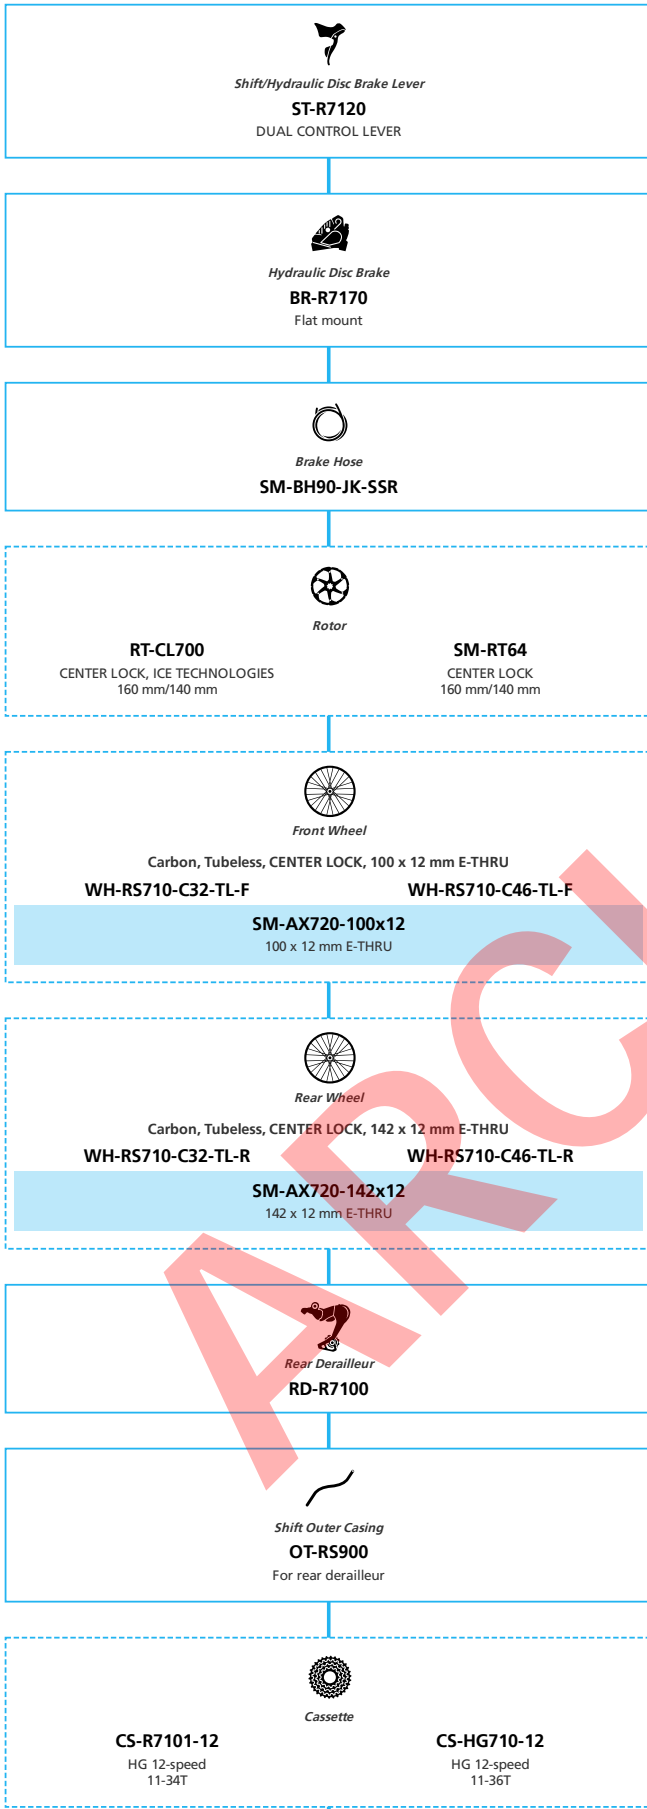 Shift/Hydraulic Disc Brake Lever
ST-R7120
DUAL CONTROL LEVER
Hydraulic Disc Brake
BR-R7170
Flat mount
Brake Hose
SM-BH90-JK-SSR
Rotor
RT-CL700
CENTER LOCK, ICE TECHNOLOGIES
160 mm/140 mm
SM-RT64
CENTER LOCK
160 mm/140 mm
Front Wheel
Carbon, Tubeless, CENTER LOCK, 100 x 12 mm E-THRU
WH-RS710-C32-TL-F WH-RS710-C46-TL-F
SM-AX720-100x12
100 x 12 mm E-THRU
Rear Wheel
Carbon, Tubeless, CENTER LOCK, 142 x 12 mm E-THRU
WH-RS710-C32-TL-R WH-RS710-C46-TL-R
SM-AX720-142x12
142 x 12 mm E-THRU
Rear Derailleur
RD-R7100
Shift Outer Casing
OT-RS900
For rear derailleur
Cassette
CS-R7101-12
HG 12-speed
11-34T
CS-HG710-12
HG 12-speed
11-36T